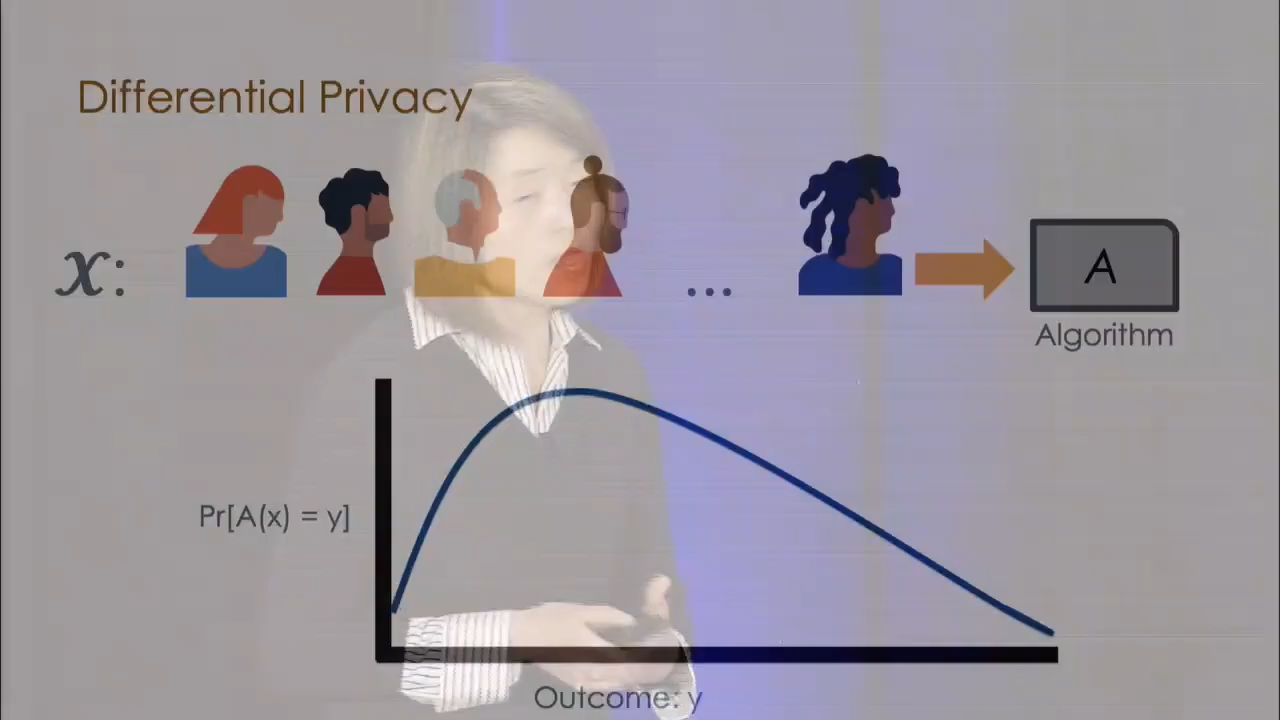 Differential Privacy
x:
...
A
Algorithm
Pr[A(x) = y]
Outcome: y